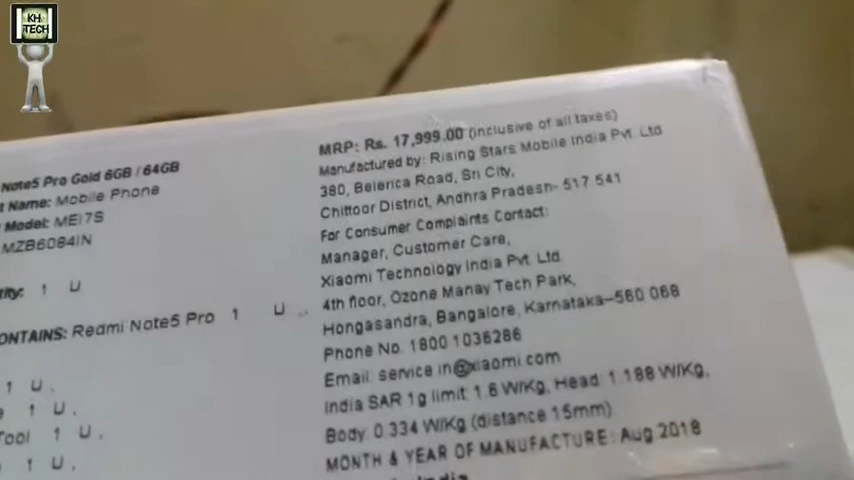 KH
TECH
Note5 Pro Gold 6GB / 64GB
Name: Mobile Phone
Model: MEI7S
MZB6084IN
1 U
CONTAINS: Redmi Note5 Pro 1 U
1 U
1 U
Tool 1 U
1 U
MRP: Rs. 17,999.00 (inclusive of all taxes)
Manufactured by: Rising Stars Mobile India Pvt. Ltd
380, Belerica Road, Sri City,
Chittoor District, Andhra Pradesh- 517 541
For Consumer Complaints Contact:
Manager, Customer Care,
Xiaomi Technology India Pvt. Ltd.
4th floor, Ozone Manay Tech Park,
Hongasandra, Bangalore, Karnataka–560 068
Phone No. 1800 1036286
Email: service.in@xiaomi.com
India SAR 1g limit: 1.6 W/Kg, Head: 1.188 W/Kg,
Body: 0.334 W/Kg (distance 15mm)
MONTH & YEAR OF MANUFACTURE: Aug.2018
India